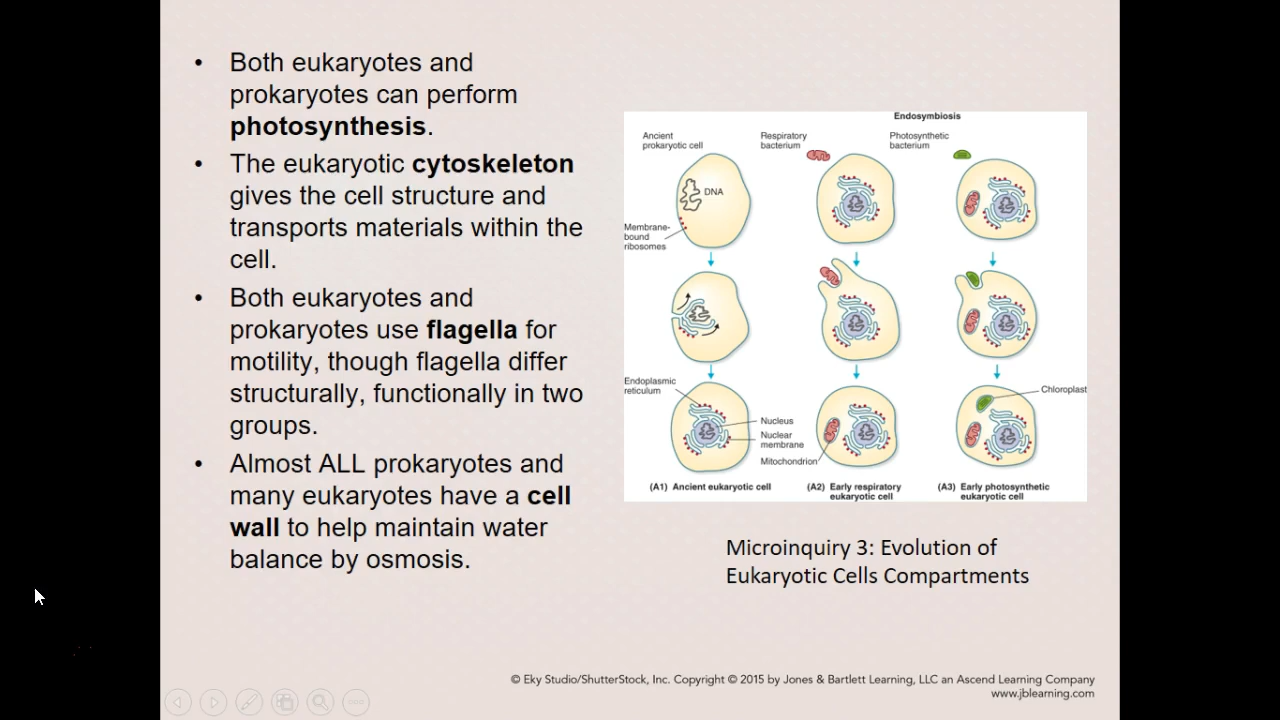 • Both eukaryotes and
prokaryotes can perform
photosynthesis.
• The eukaryotic cytoskeleton
gives the cell structure and
transports materials within the
cell.
• Both eukaryotes and
prokaryotes use flagella for
motility, though flagella differ
structurally, functionally in two
groups.
• Almost ALL prokaryotes and
many eukaryotes have a cell
wall to help maintain water
balance by osmosis.
Endosymbiosis
Ancient
prokaryotic cell
Respiratory
bacterium
Photosynthetic
bacterium
DNA
Membrane-
bound
ribosomes
Endoplasmic
reticulum
Nucleus
Nuclear
membrane
Mitochondrion
Chloroplast
(A1) Ancient eukaryotic cell
(A2) Early respiratory
eukaryotic cell
(A3) Early photosynthetic
eukaryotic cell
Microinquiry 3: Evolution of
Eukaryotic Cells Compartments
© Eky Studio/ShutterStock, Inc. Copyright © 2015 by Jones & Bartlett Learning, LLC an Ascend Learning Company
www.jblearning.com